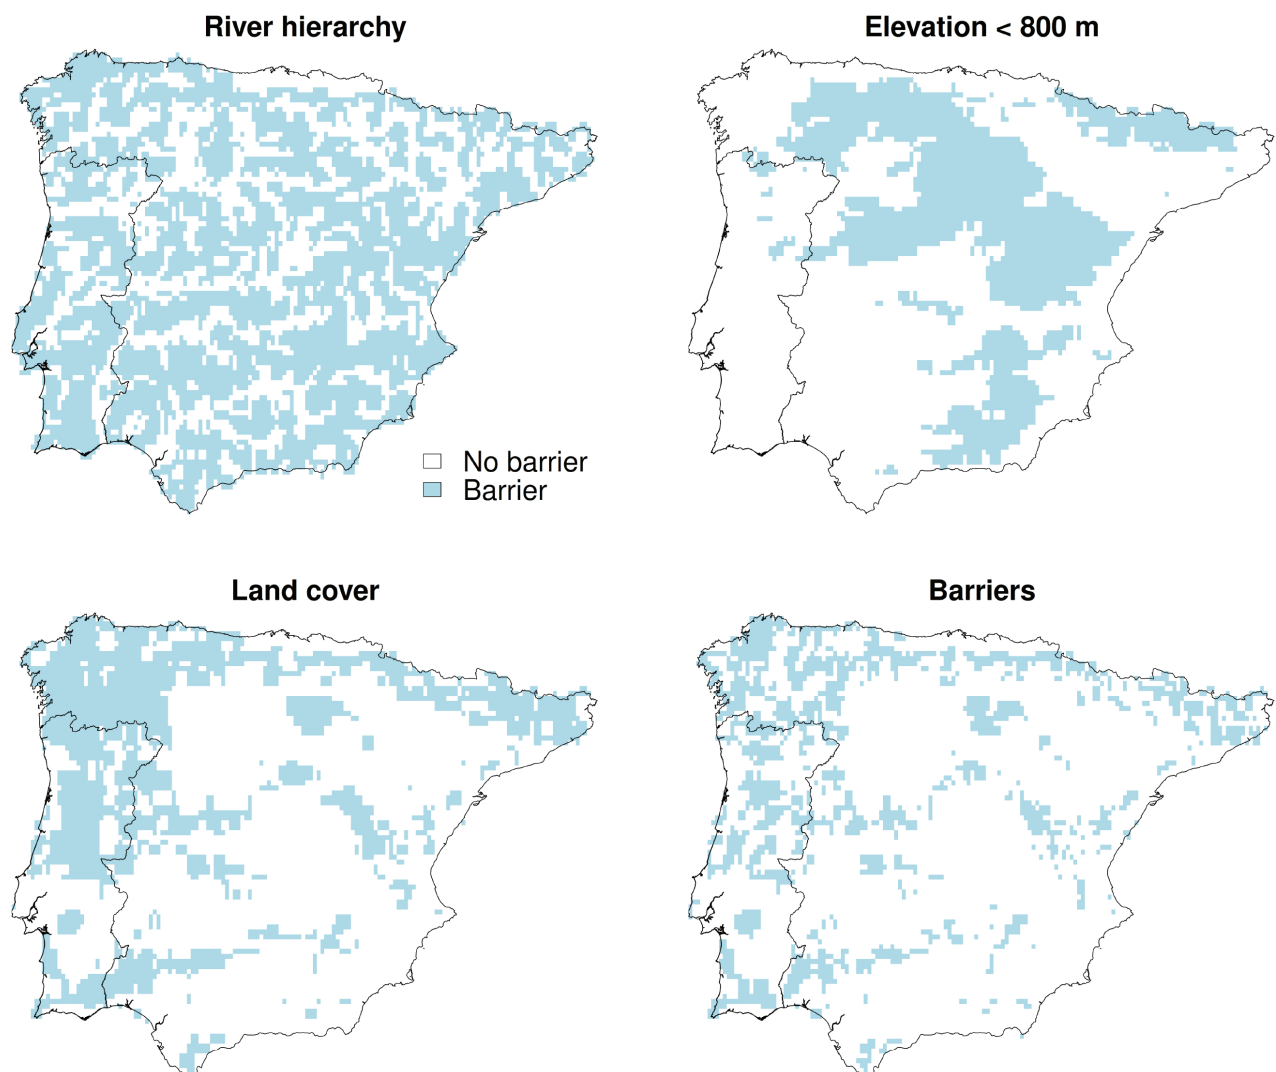 River hierarchy
Elevation < 800 m
No barrier
Barrier
Land cover
Barriers